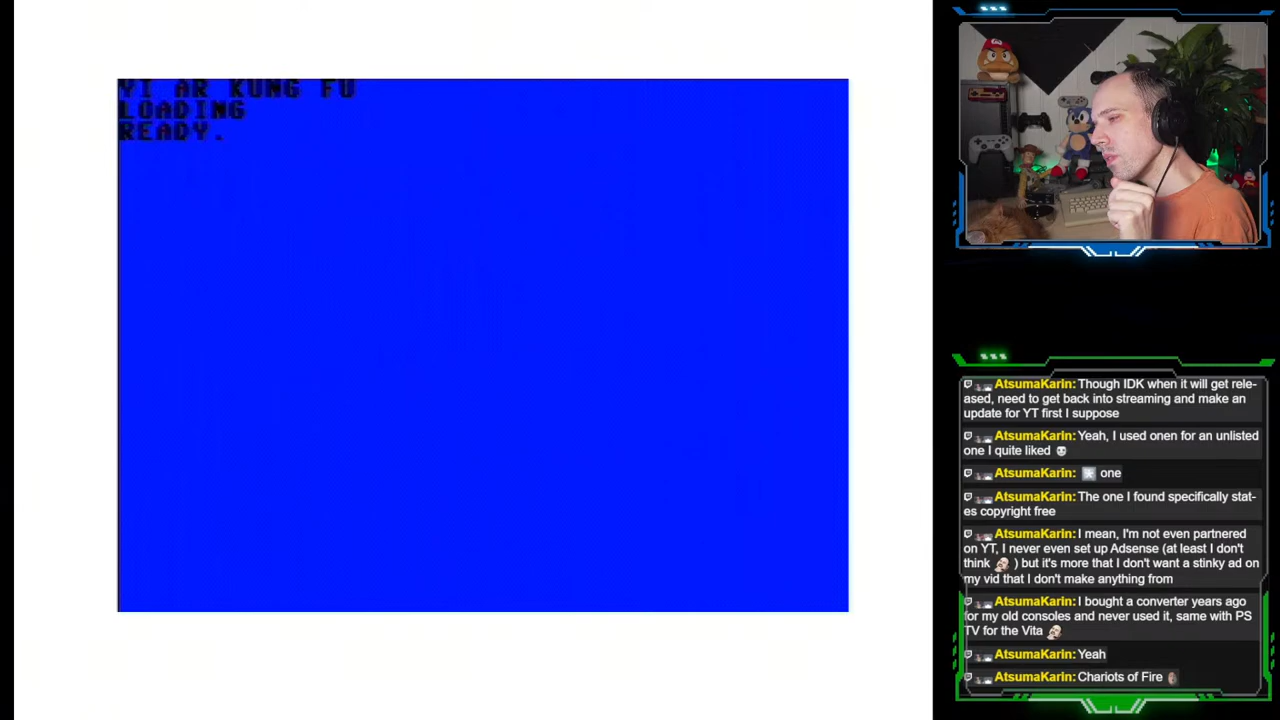 YI AR KUNG FU
LOADING
READY.
AtsumaKarin: Though IDK when it will get rele-
ased, need to get back into streaming and make an
update for YT first I suppose
AtsumaKarin: Yeah, I used onen for an unlisted
one I quite liked
AtsumaKarin: one
AtsumaKarin: The one I found specifically stat-
es copyright free
AtsumaKarin: I mean, I'm not even partnered
on YT, I never even set up Adsense (at least I don't
think ) but it's more that I don't want a stinky ad on
my vid that I don't make anything from
AtsumaKarin: I bought a converter years ago
for my old consoles and never used it, same with PS
TV for the Vita
AtsumaKarin: Yeah
AtsumaKarin: Chariots of Fire